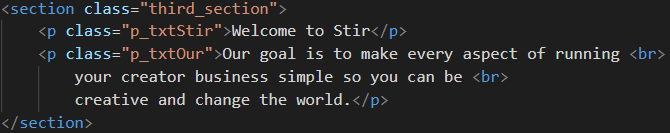 <section class="third_section">
    <p class="p_txtStir">Welcome to Stir</p>
    <p class="p_txtOur">Our goal is to make every aspect of running <br>
        your creator business simple so you can be <br>
        creative and change the world.</p>
</section>